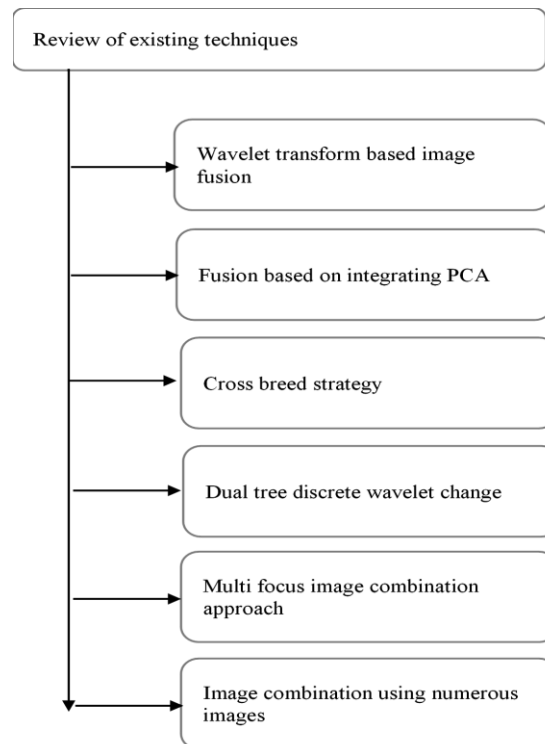 Review of existing techniques
Wavelet transform based image
fusion
Fusion based on integrating PCA
Cross breed strategy
Dual tree discrete wavelet change
Multi focus image combination
approach
Image combination using numerous
images